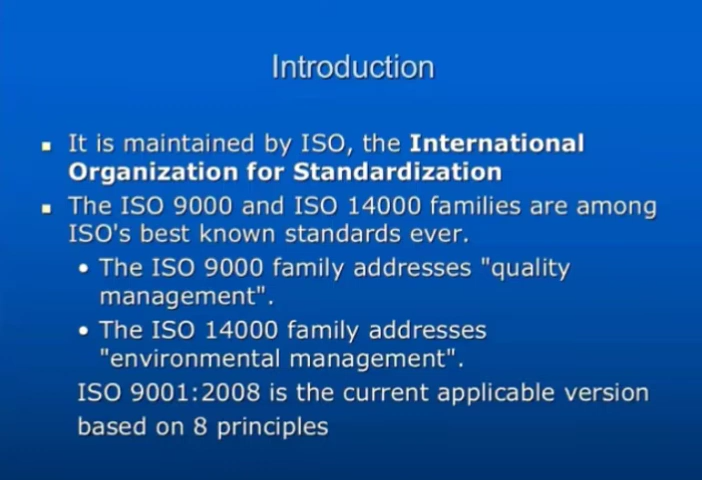 Introduction
It is maintained by ISO, the International
Organization for Standardization
The ISO 9000 and ISO 14000 families are among
ISO's best known standards ever.
• The ISO 9000 family addresses "quality
management".
• The ISO 14000 family addresses
"environmental management".
ISO 9001:2008 is the current applicable version
based on 8 principles